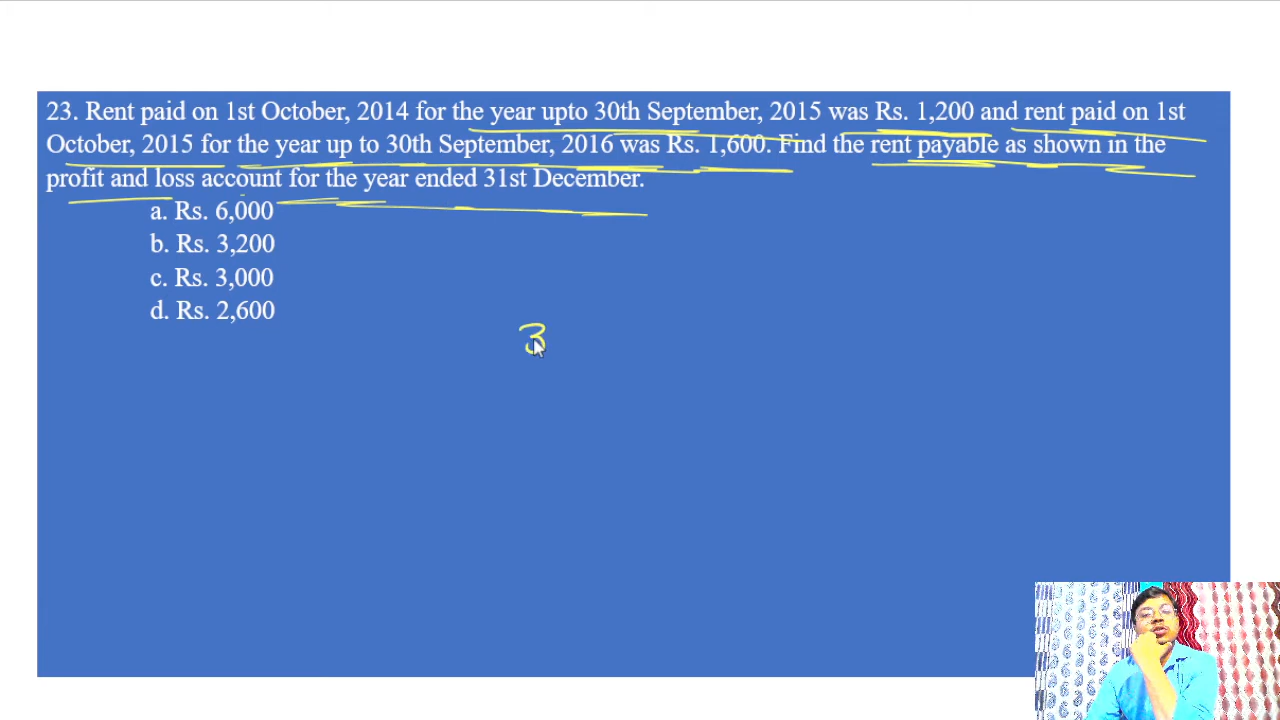 23. Rent paid on 1st October, 2014 for the year upto 30th September, 2015 was Rs. 1,200 and rent paid on 1st
October, 2015 for the year up to 30th September, 2016 was Rs. 1,600. Find the rent payable as shown in the
profit and loss account for the year ended 31st December.
a. Rs. 6,000
b. Rs. 3,200
c. Rs. 3,000
d. Rs. 2,600
3